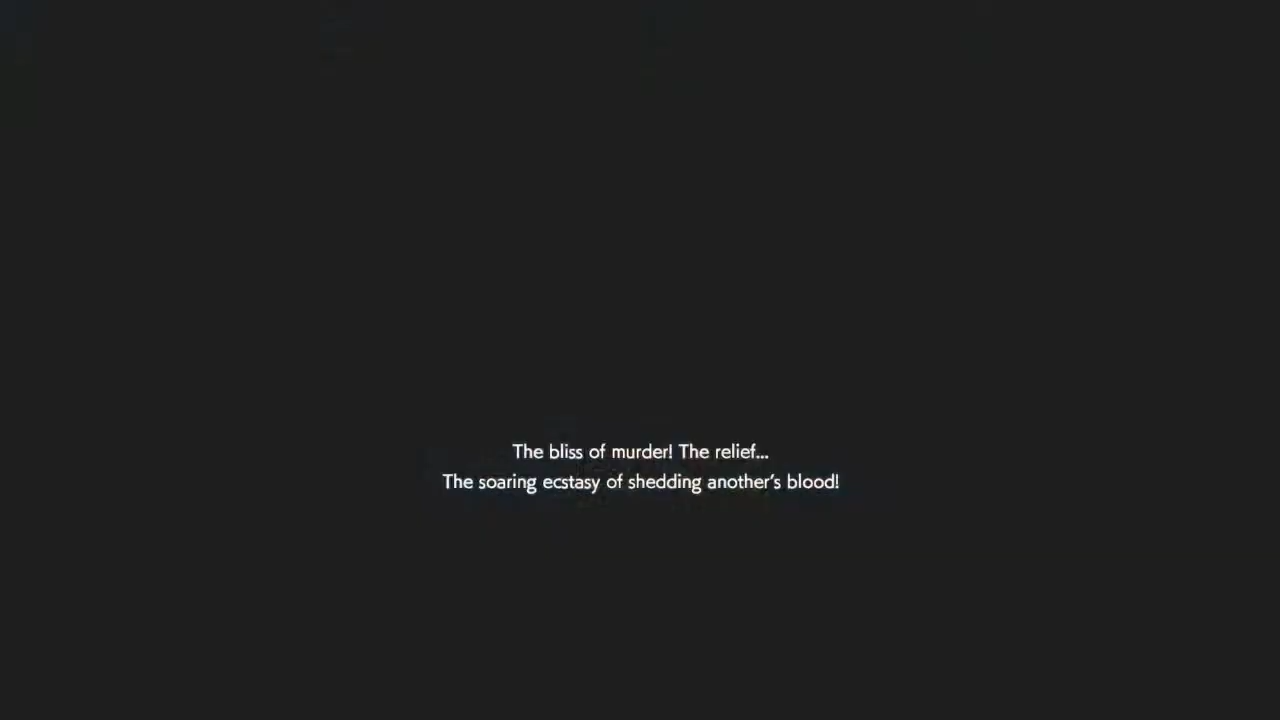 The bliss of murder! The relief...
The soaring ecstasy of shedding another's blood!